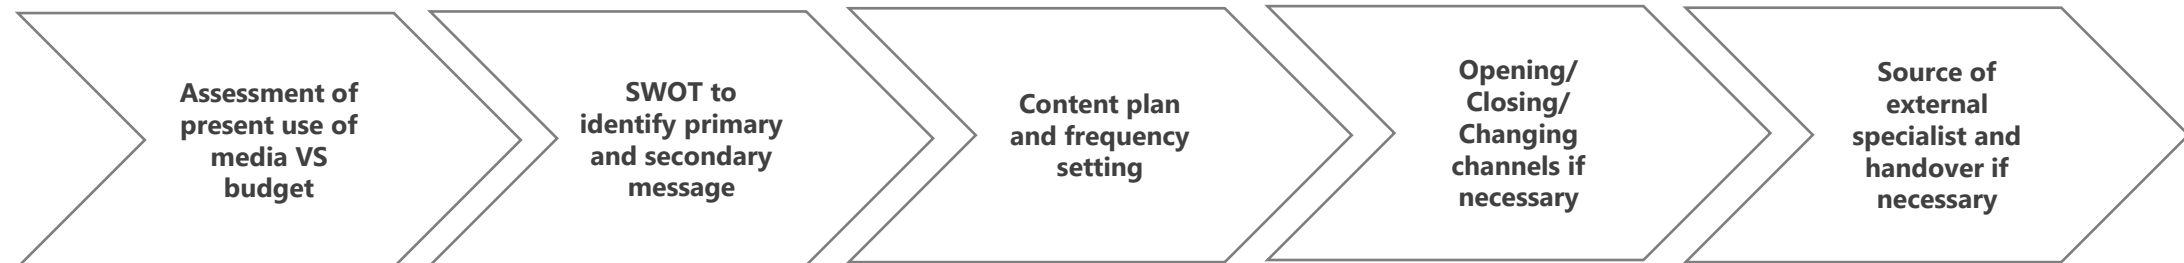 Assessment of
present use of
media VS
budget
SWOT to
identify primary
and secondary
message
Content plan
and frequency
setting
Opening/
Closing/
Changing
channels if
necessary
Source of
external
specialist and
handover if
necessary